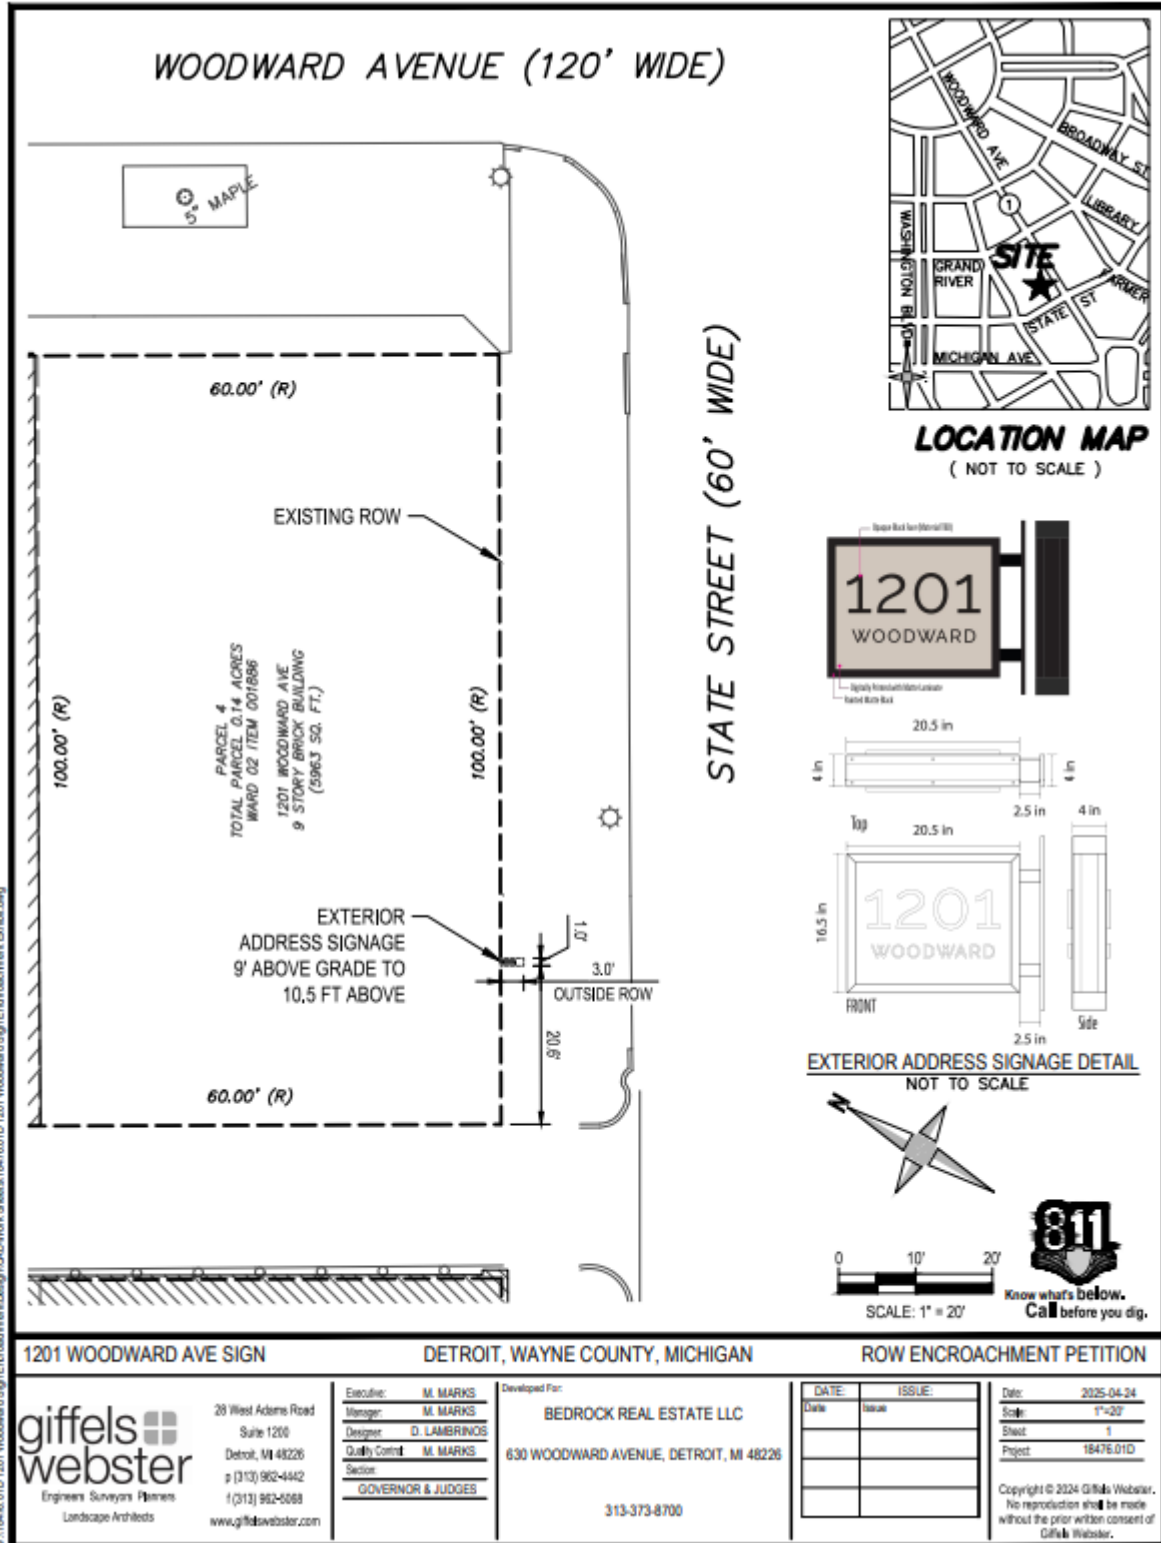 WOODWARD AVENUE (120' WIDE)
5" MAPLE
60.00' (R)
EXISTING ROW
100.00' (R)
PARCEL 4
TOTAL PARCEL 0.14 ACRES
WARD 02 ITEM 001886
1201 WOODWARD AVE
9 STORY BRICK BUILDING
(5963 SQ. FT.)
100.00' (R)
STATE STREET (60' WIDE)
EXTERIOR
ADDRESS SIGNAGE
9' ABOVE GRADE TO
10.5 FT ABOVE
1.0'
3.0'
OUTSIDE ROW
20.6'
60.00' (R)
WOODWARD AVE
BROADWAY ST
LIBRARY
1
WASHINGTON BLVD
GRAND
RIVER
SITE
FARMER
STATE ST
MICHIGAN AVE
LOCATION MAP
( NOT TO SCALE )
1201
WOODWARD
Digitally Printed with Matte Laminate
Painted Matte Black
20.5 in
4 in
4 in
2.5 in
Top
20.5 in
4 in
16.5 in
1201
WOODWARD
FRONT
Side
2.5 in
EXTERIOR ADDRESS SIGNAGE DETAIL
NOT TO SCALE
N
0 10' 20'
SCALE: 1" = 20'
811
Know what's below.
Call before you dig.
1201 WOODWARD AVE SIGN
DETROIT, WAYNE COUNTY, MICHIGAN
ROW ENCROACHMENT PETITION
giffels
webster
Engineers Surveyors Planners
Landscape Architects
28 West Adams Road
Suite 1200
Detroit, MI 48226
p (313) 962-4442
f (313) 962-5068
www.giffelswebster.com
Executive: M. MARKS
Manager: M. MARKS
Designer: D. LAMBRINOS
Quality Control: M. MARKS
Section:
GOVERNOR & JUDGES
Developed For:
BEDROCK REAL ESTATE LLC
630 WOODWARD AVENUE, DETROIT, MI 48226
313-373-8700
DATE: ISSUE:
Date Issue
Date: 2025-04-24
Scale: 1"=20'
Sheet: 1
Project: 18476.01D
Copyright © 2024 Giffels Webster.
No reproduction shall be made
without the prior written consent of
Giffels Webster.